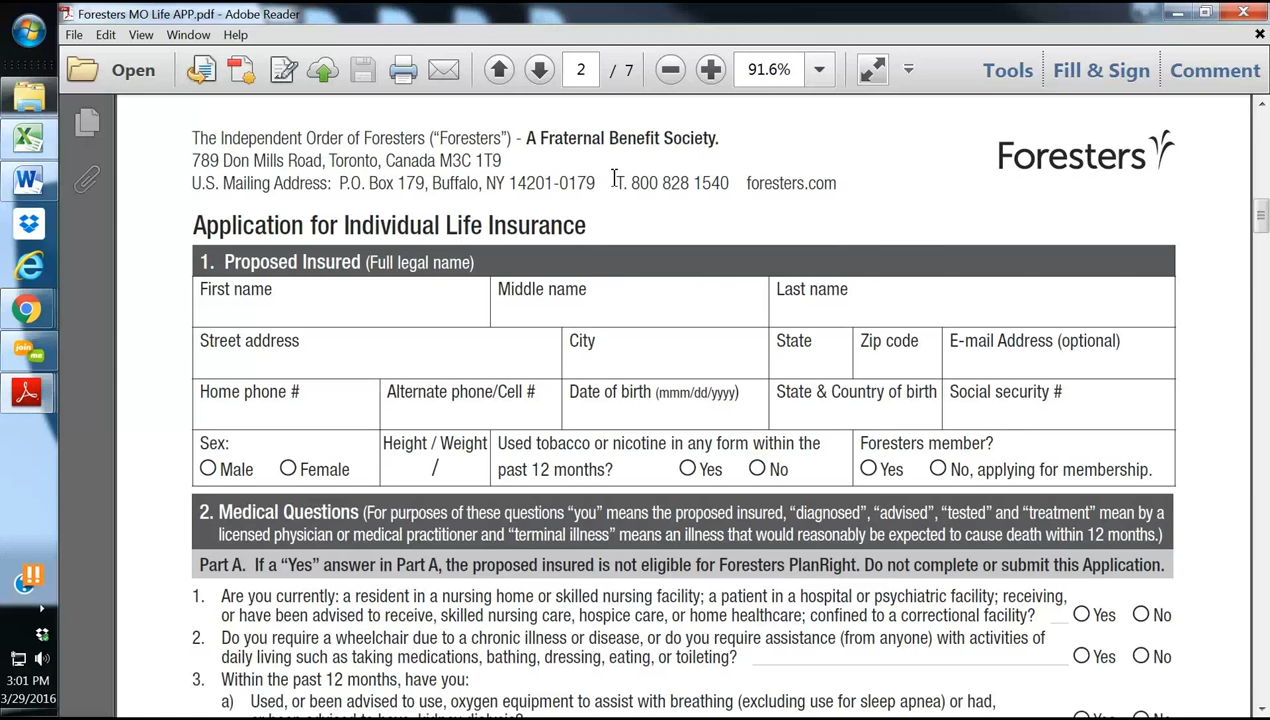 Foresters MO Life APP.pdf - Adobe Reader
File Edit View Window Help
Open 2 / 7 91.6% Tools Fill & Sign Comment
The Independent Order of Foresters (“Foresters”) - A Fraternal Benefit Society.
789 Don Mills Road, Toronto, Canada M3C 1T9
U.S. Mailing Address: P.O. Box 179, Buffalo, NY 14201-0179 T. 800 828 1540 foresters.com
Foresters
Application for Individual Life Insurance
1. Proposed Insured (Full legal name)
First name Middle name Last name
Street address City State Zip code E-mail Address (optional)
Home phone # Alternate phone/Cell # Date of birth (mmm/dd/yyyy) State & Country of birth Social security #
Sex: Height / Weight Used tobacco or nicotine in any form within the Foresters member?
Male Female / past 12 months? Yes No Yes No, applying for membership.
2. Medical Questions (For purposes of these questions “you” means the proposed insured, “diagnosed”, “advised”, “tested” and “treatment” mean by a
licensed physician or medical practitioner and “terminal illness” means an illness that would reasonably be expected to cause death within 12 months.)
Part A. If a “Yes” answer in Part A, the proposed insured is not eligible for Foresters PlanRight. Do not complete or submit this Application.
1. Are you currently: a resident in a nursing home or skilled nursing facility; a patient in a hospital or psychiatric facility; receiving,
or have been advised to receive, skilled nursing care, hospice care, or home healthcare; confined to a correctional facility? Yes No
2. Do you require a wheelchair due to a chronic illness or disease, or do you require assistance (from anyone) with activities of
daily living such as taking medications, bathing, dressing, eating, or toileting? Yes No
3. Within the past 12 months, have you:
a) Used, or been advised to use, oxygen equipment to assist with breathing (excluding use for sleep apnea) or had,
or been advised to have, kidney dialysis? Yes No
join me
3:01 PM
3/29/2016